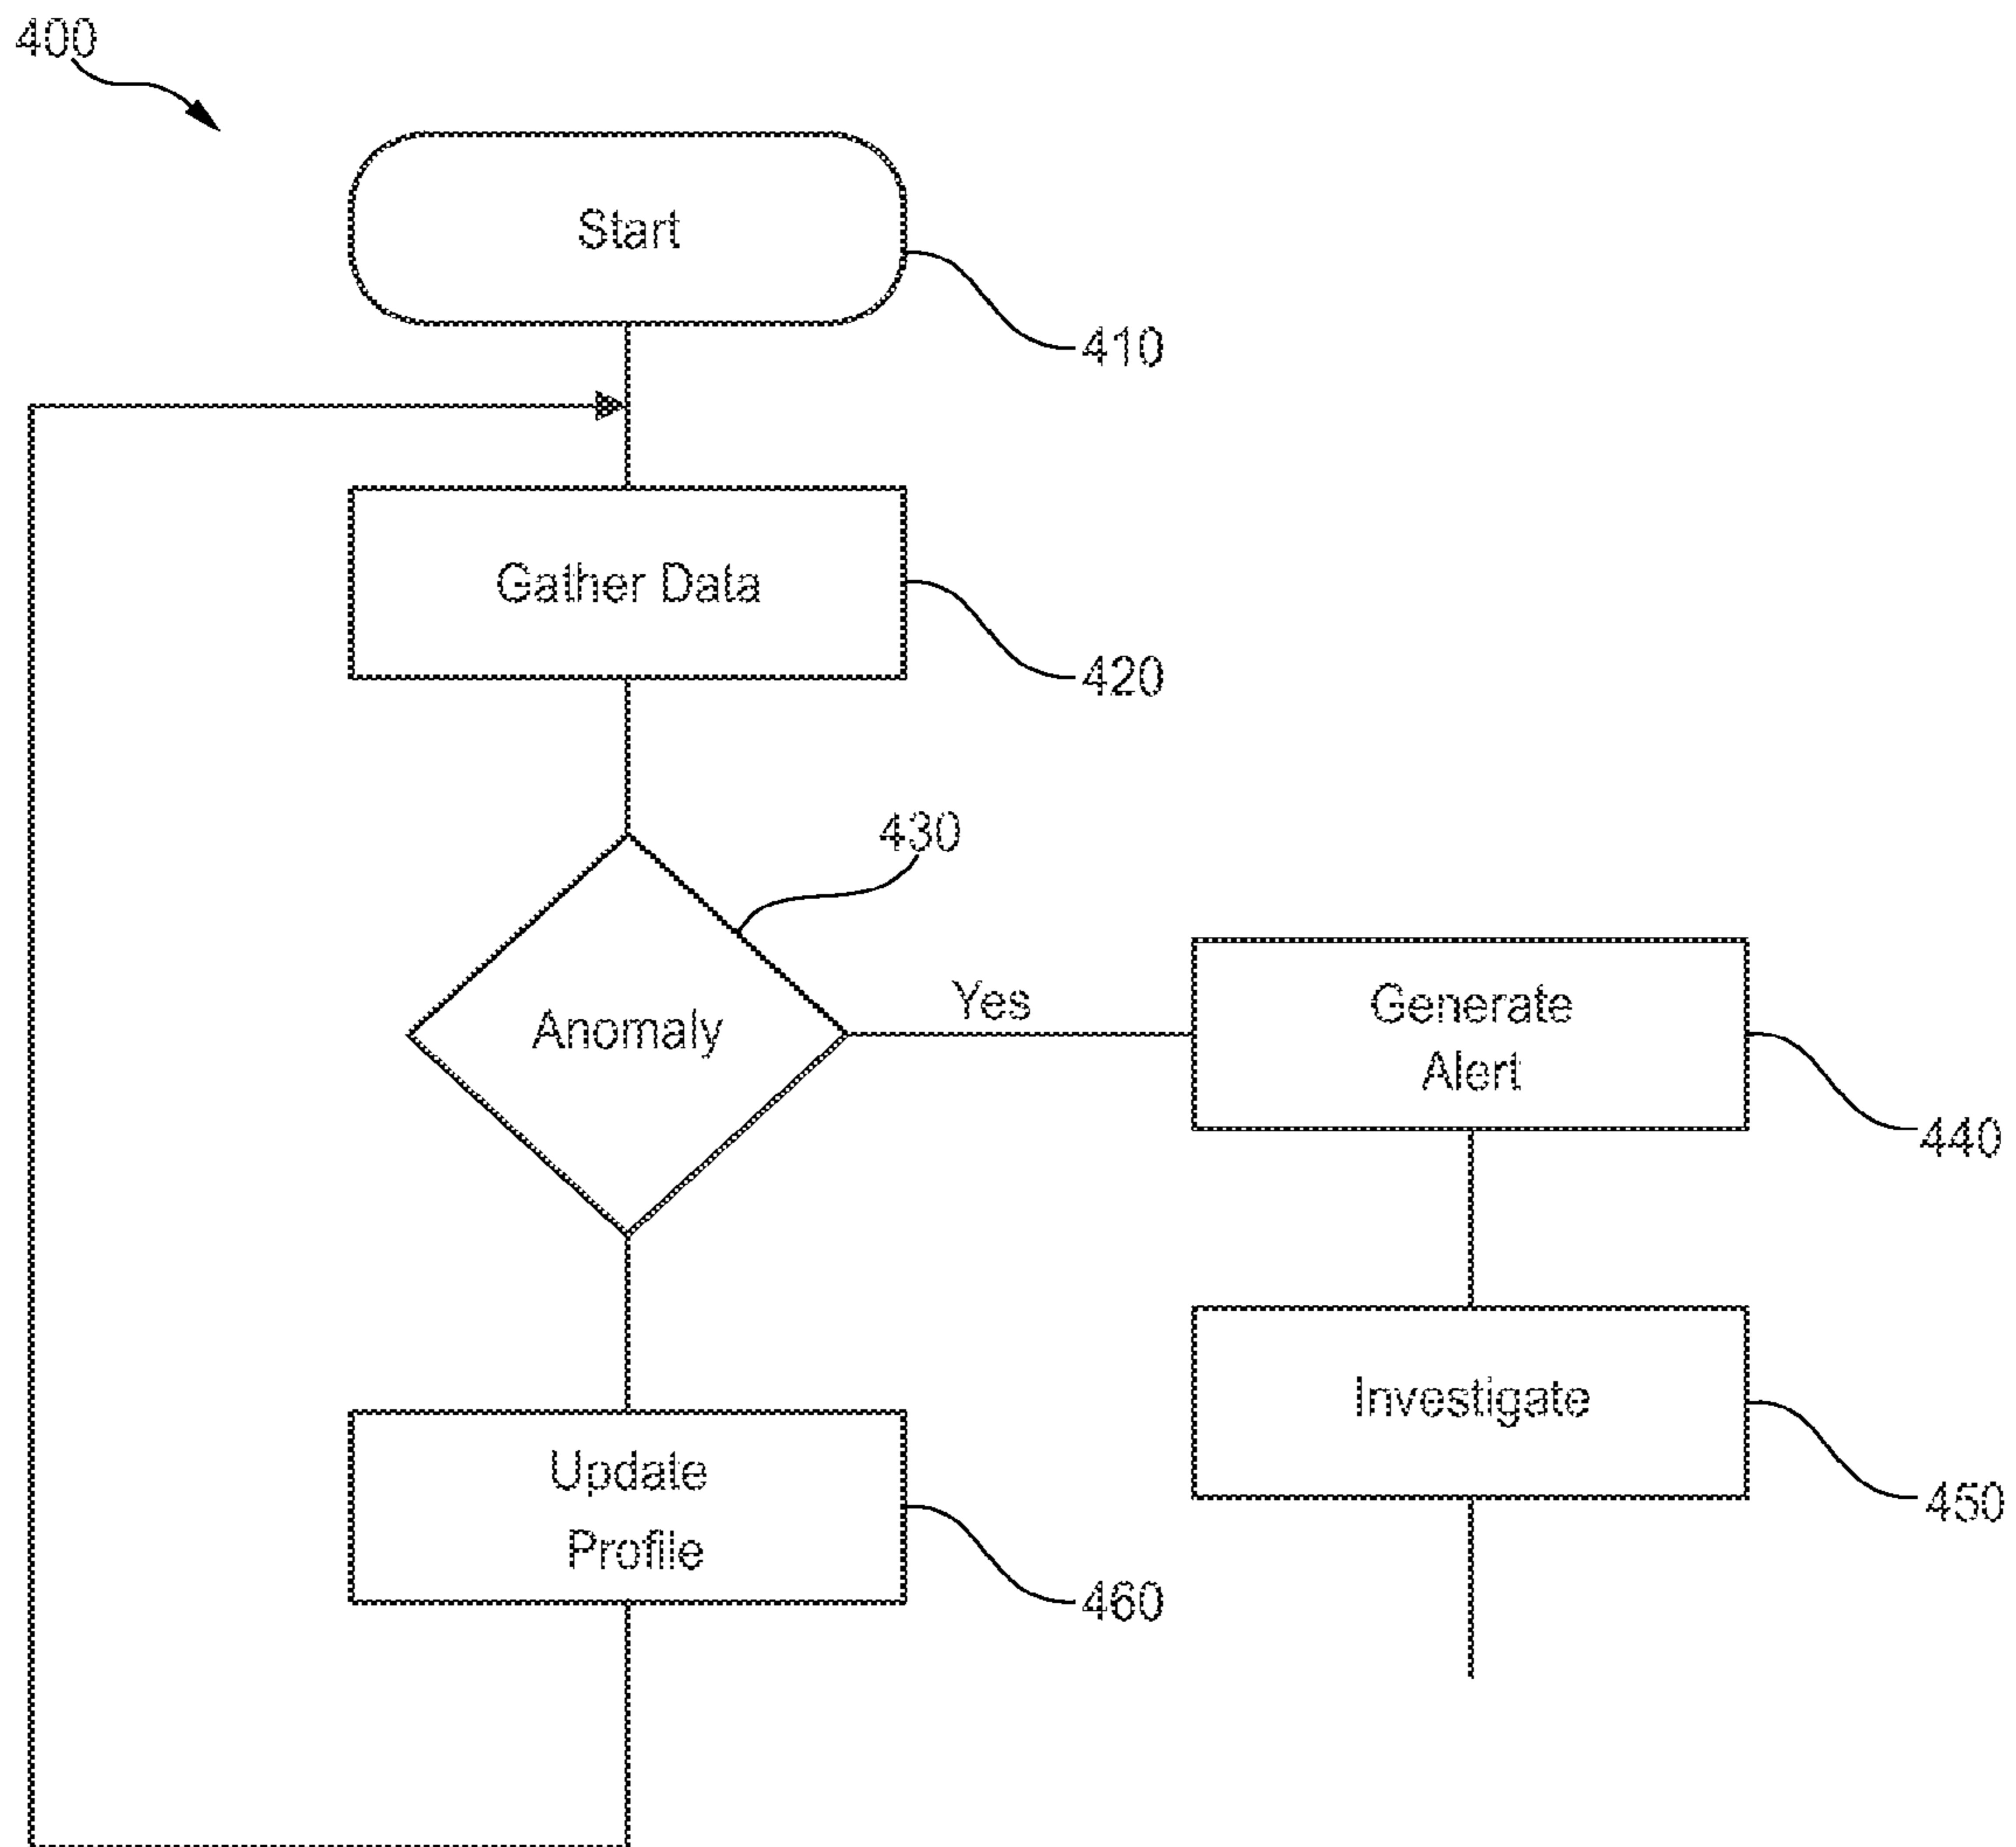 400
Start
410
Gather Data
420
430
Anomaly
Yes
Generate
Alert
440
Investigate
450
Update
Profile
460